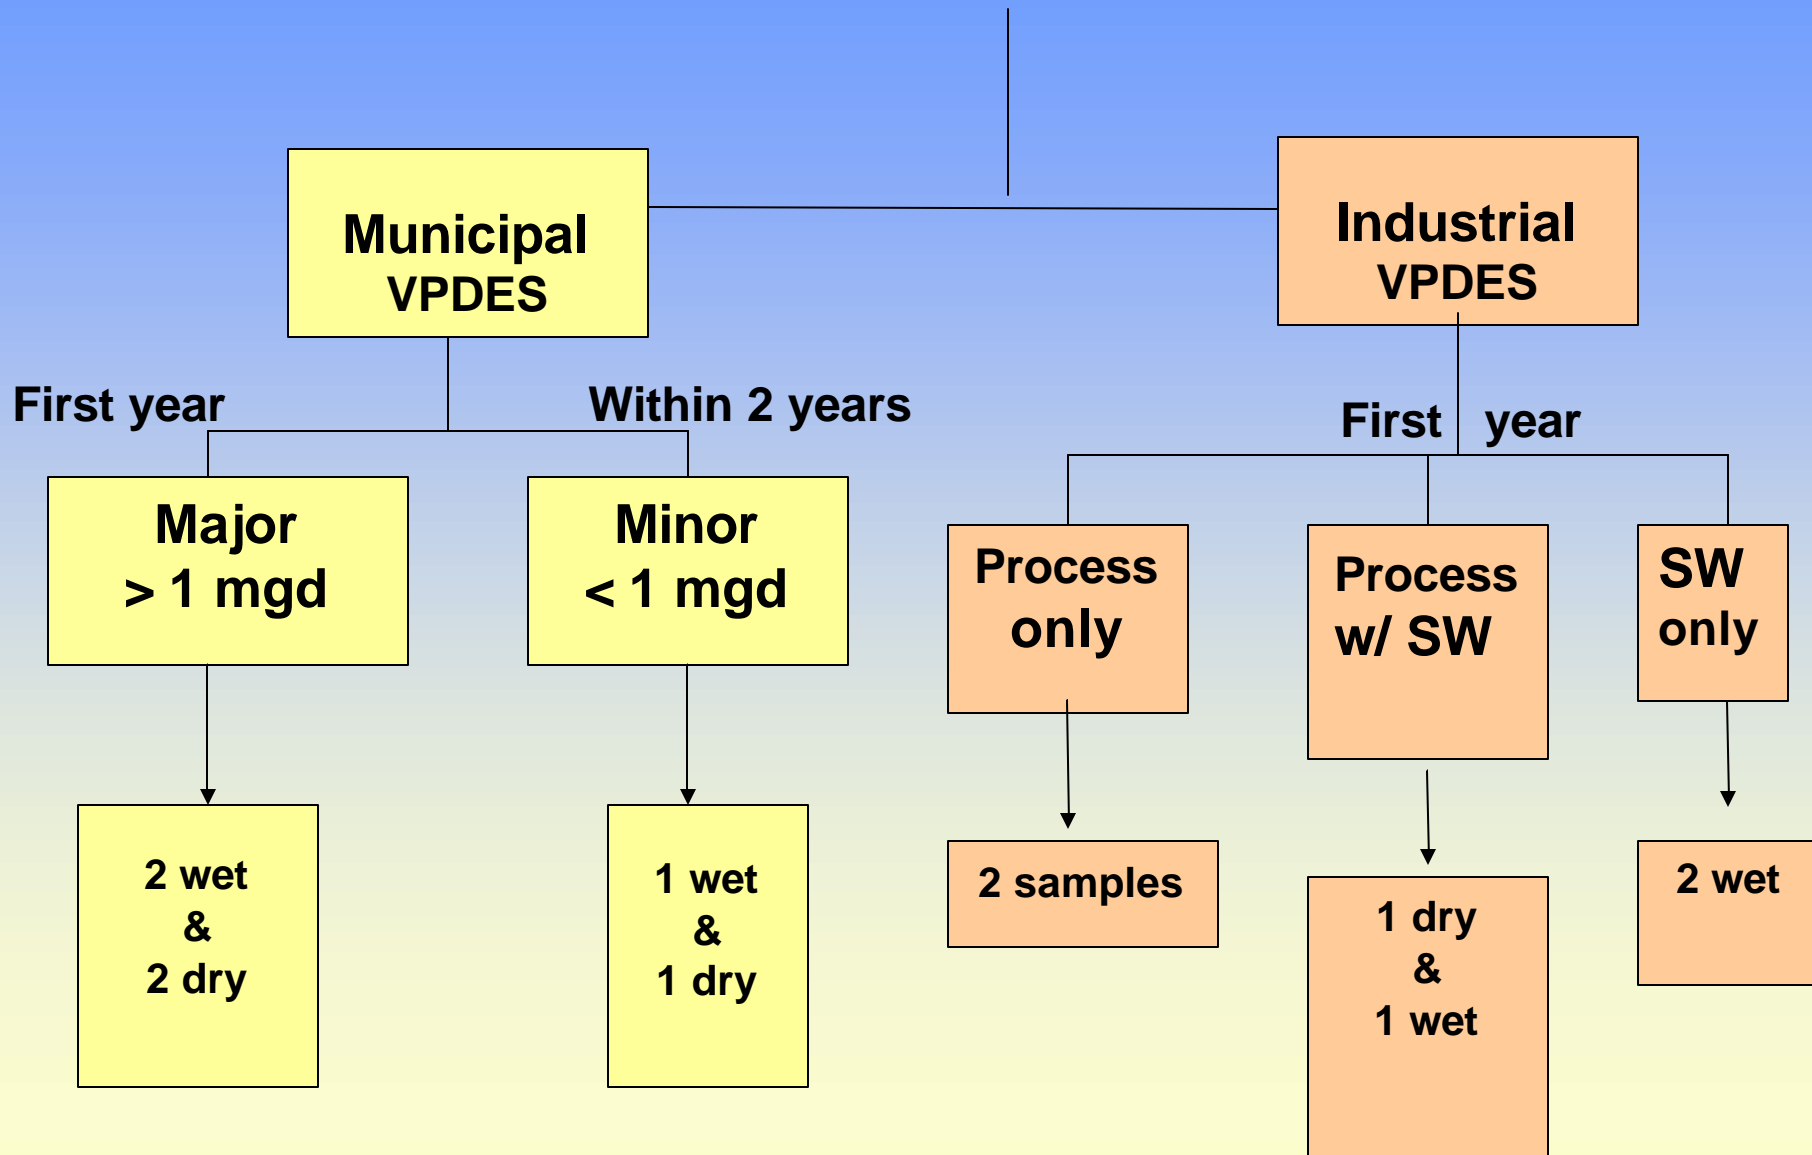 Municipal
VPDES
Industrial
VPDES
First year
Within 2 years
First year
Major
> 1 mgd
Minor
< 1 mgd
Process
only
Process
w/ SW
SW
only
2 wet
&
2 dry
1 wet
&
1 dry
2 samples
1 dry
&
1 wet
2 wet